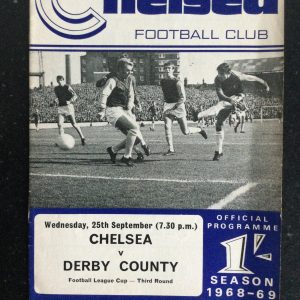 Chelsea
FOOTBALL CLUB
Wednesday, 25th September (7.30 p.m.)
CHELSEA
v
DERBY COUNTY
Football League Cup — Third Round
OFFICIAL
PROGRAMME
1/-
SEASON
1968-69